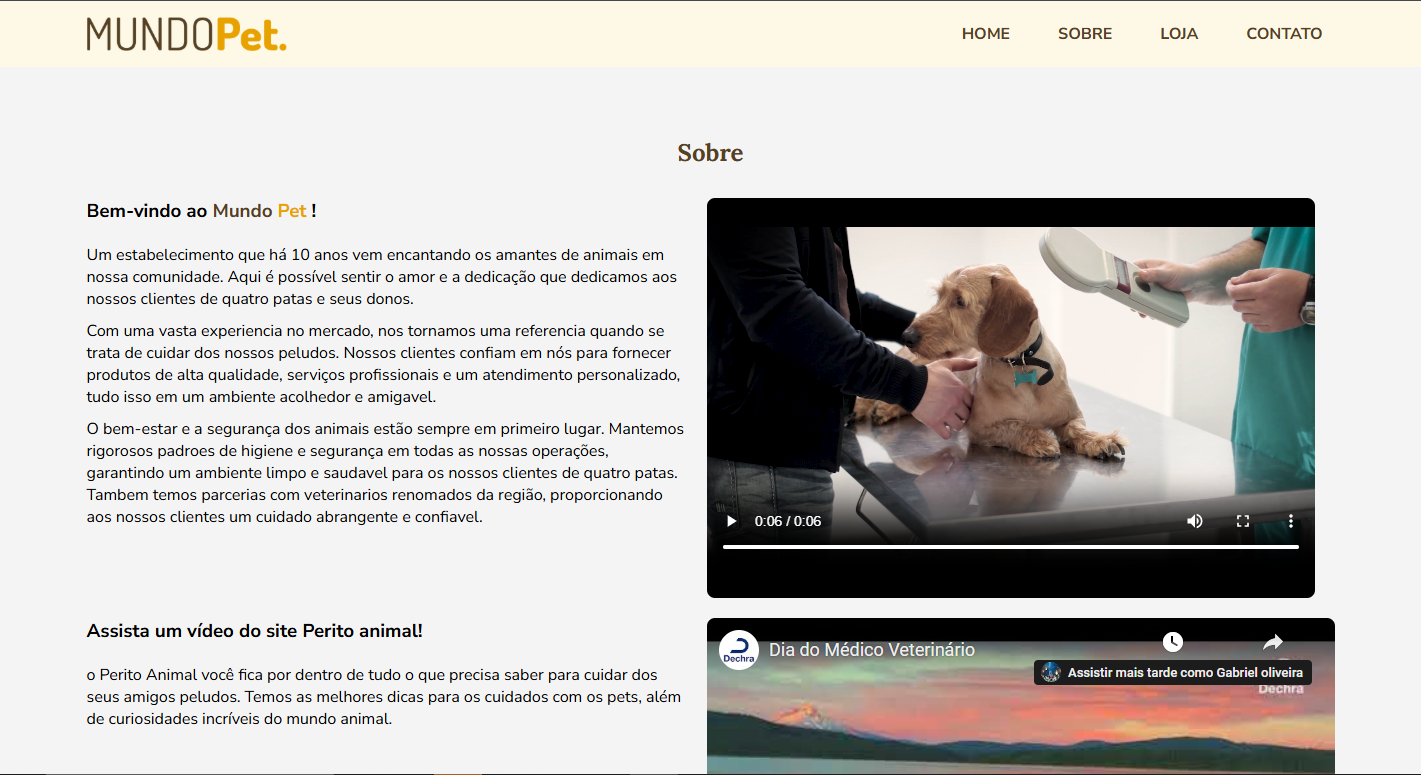 MUNDOPet.
HOME SOBRE LOJA CONTATO
Sobre
Bem-vindo ao Mundo Pet !
Um estabelecimento que há 10 anos vem encantando os amantes de animais em
nossa comunidade. Aqui é possível sentir o amor e a dedicação que dedicamos aos
nossos clientes de quatro patas e seus donos.
Com uma vasta experiencia no mercado, nos tornamos uma referencia quando se
trata de cuidar dos nossos peludos. Nossos clientes confiam em nós para fornecer
produtos de alta qualidade, serviços profissionais e um atendimento personalizado,
tudo isso em um ambiente acolhedor e amigavel.
O bem-estar e a segurança dos animais estão sempre em primeiro lugar. Mantemos
rigorosos padroes de higiene e segurança em todas as nossas operações,
garantindo um ambiente limpo e saudavel para os nossos clientes de quatro patas.
Tambem temos parcerias com veterinarios renomados da região, proporcionando
aos nossos clientes um cuidado abrangente e confiavel.
0:06 / 0:06
Assista um vídeo do site Perito animal!
o Perito Animal você fica por dentro de tudo o que precisa saber para cuidar dos
seus amigos peludos. Temos as melhores dicas para os cuidados com os pets, além
de curiosidades incríveis do mundo animal.
Dechra
Dia do Médico Veterinário
Assistir mais tarde como Gabriel oliveira
Dechra